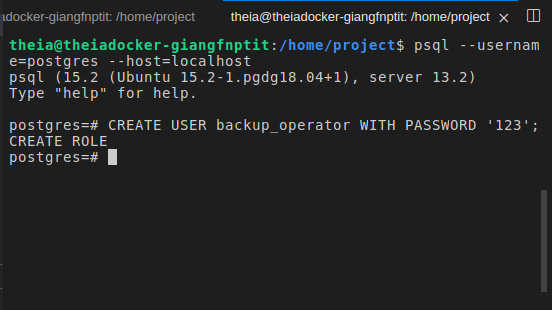 adocker-giangfnptit: /home/project
theia@theiadocker-giangfnptit: /home/project
theia@theiadocker-giangfnptit:/home/project$ psql --usernam
e=postgres --host=localhost
psql (15.2 (Ubuntu 15.2-1.pgdg18.04+1), server 13.2)
Type "help" for help.
postgres=# CREATE USER backup_operator WITH PASSWORD '123';
CREATE ROLE
postgres=#